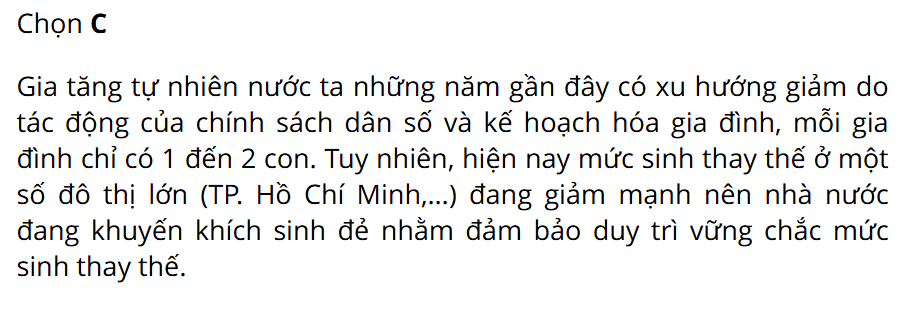 Chọn C
Gia tăng tự nhiên nước ta những năm gần đây có xu hướng giảm do
tác động của chính sách dân số và kế hoạch hóa gia đình, mỗi gia
đình chỉ có 1 đến 2 con. Tuy nhiên, hiện nay mức sinh thay thế ở một
số đô thị lớn (TP. Hồ Chí Minh,...) đang giảm mạnh nên nhà nước
đang khuyến khích sinh đẻ nhằm đảm bảo duy trì vững chắc mức
sinh thay thế.